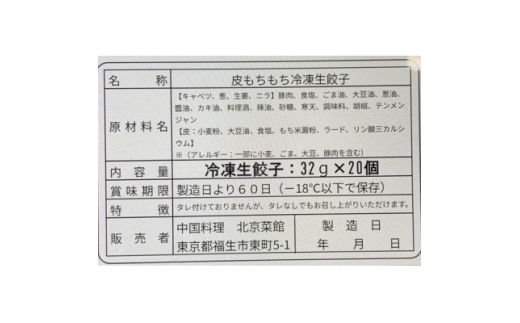 名称 皮もちもち冷凍生餃子
原材料名
【キャベツ、葱、生姜、ニラ】豚肉、食塩、ごま油、大豆油、葱油、
醤油、カキ油、料理酒、辣油、砂糖、寒天、調味料、胡椒、テンメン
ジャン
【皮：小麦粉、大豆油、食塩、もち米澱粉、ラード、リン酸三カルシ
ウム】
※（アレルギー：一部に小麦、ごま、大豆、豚肉を含む）
内容量 冷凍生餃子：32ｇ×20個
賞味期限 製造日より６０日（－18℃以下で保存）
特徴 タレ付けておりませんが、タレなしでもお召し上がりいただけます。
販売者
中国料理 北京菜館
東京都福生市東町5-1
製造日
年 月 日